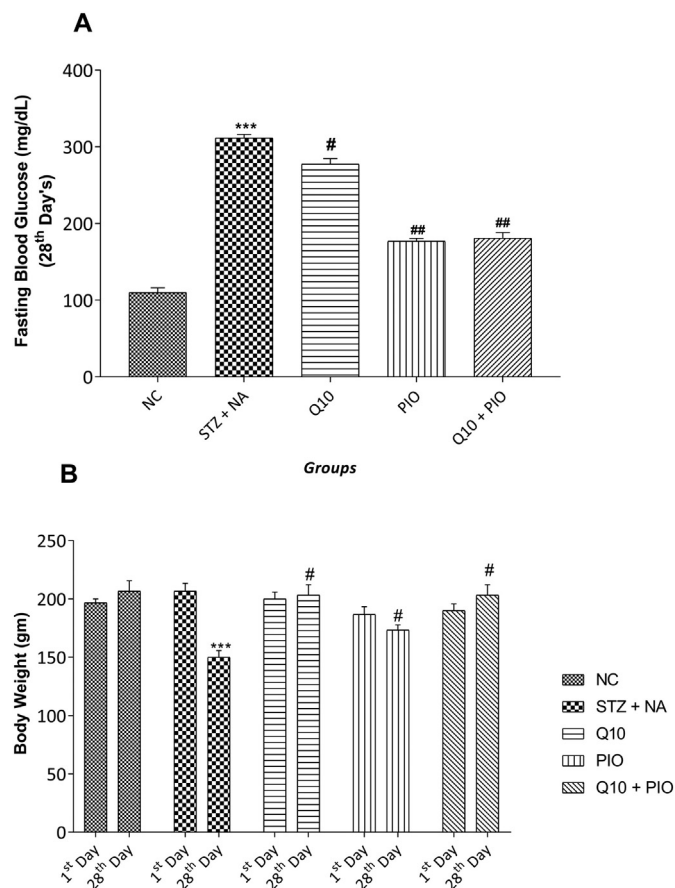 A
Fasting Blood Glucose (mg/dL)
(28th Day's)
400
300
200
100
0
***
#
##
##
NC
STZ + NA
Q10
PIO
Q10 + PIO
Groups
B
Body Weight (gm)
250
200
150
100
50
0
***
#
#
#
1st Day
28th Day
1st Day
28th Day
1st Day
28th Day
1st Day
28th Day
1st Day
28th Day
NC
STZ + NA
Q10
PIO
Q10 + PIO